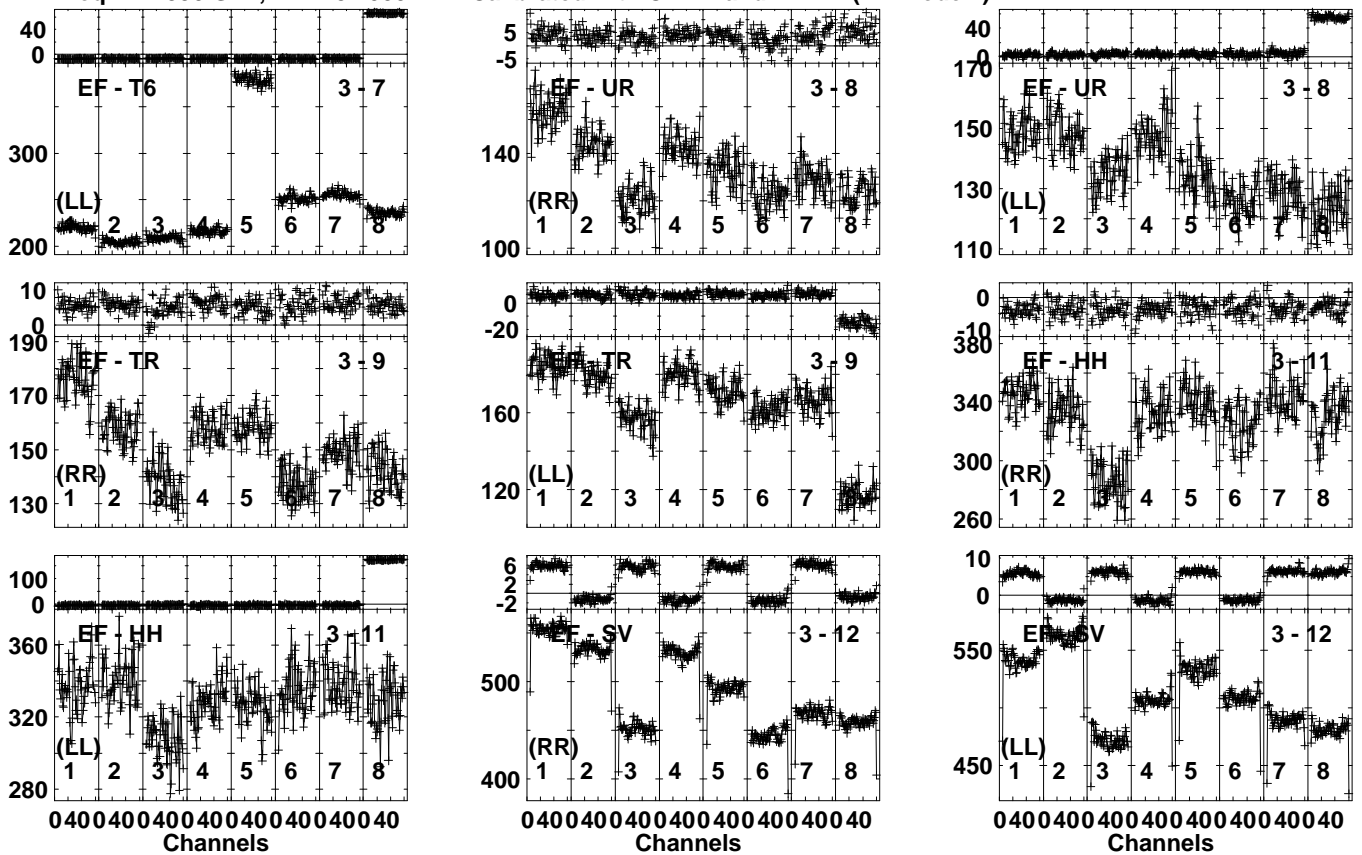 40
0
EF - T6 3 - 7
300
(LL)
2 3 4 5 6 7 8
200
5
-5
EF - UR 3 - 8
140
(RR)
1 2 3 4 5 6 7 8
100
40
0
170
EF - UR 3 - 8
150
130
(LL)
1 2 3 4 5 6 7 8
110
10
0
190
EF - TR 3 - 9
170
150
(RR)
130
1 2 3 4 5 6 7 8
0
-20
EF - TR 3 - 9
160
(LL)
120
1 2 3 4 5 6 7 8
0
-10
380
EF - HH 3 - 11
340
300
(RR)
1 2 3 4 5 6 7 8
260
100
0
EF - HH 3 - 11
360
320
(LL)
1 2 3 4 5 6 7 8
280
0 40 0 40 0 40 0 40 0 40 0 40 0 40 0 40
Channels
6
2
-2
EF - SV 3 - 12
500
(RR)
1 2 3 4 5 6 7 8
400
0 40 0 40 0 40 0 40 0 40 0 40 0 40 0 40
Channels
10
0
EF - SV 3 - 12
550
(LL)
450
1 2 3 4 5 6 7 8
0 40 0 40 0 40 0 40 0 40 0 40 0 40 0 40
Channels